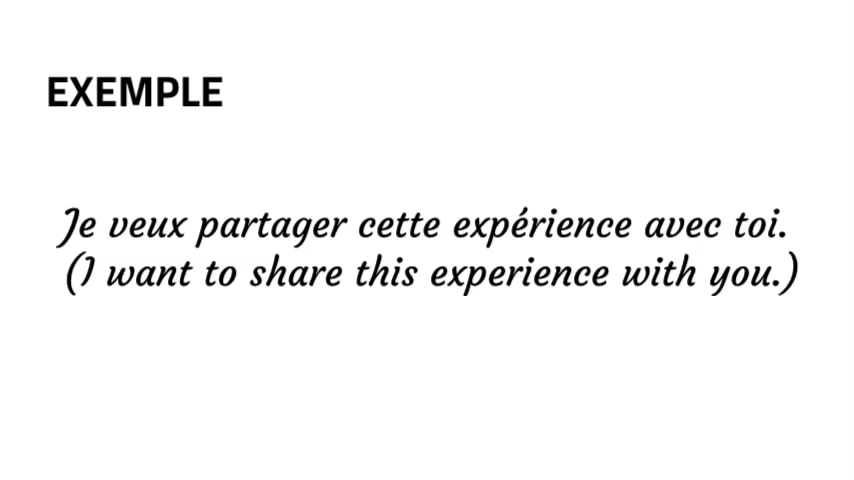 EXEMPLE
Je veux partager cette expérience avec toi.
(I want to share this experience with you.)